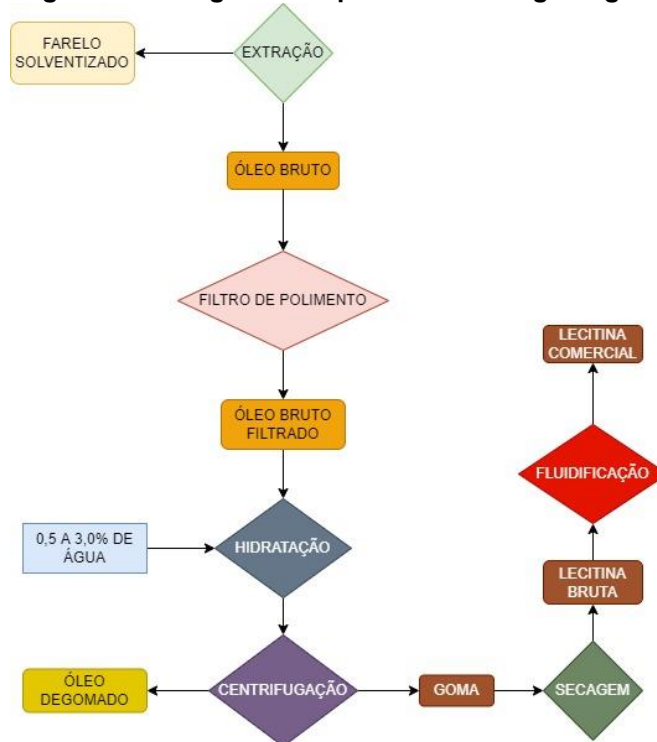 FARELO
SOLVENTIZADO
EXTRAÇÃO
ÓLEO BRUTO
FILTRO DE POLIMENTO
ÓLEO BRUTO
FILTRADO
0,5 A 3,0% DE
ÁGUA
HIDRATAÇÃO
ÓLEO
DEGOMADO
CENTRIFUGAÇÃO
GOMA
SECAGEM
LECITINA
BRUTA
FLUIDIFICAÇÃO
LECITINA
COMERCIAL